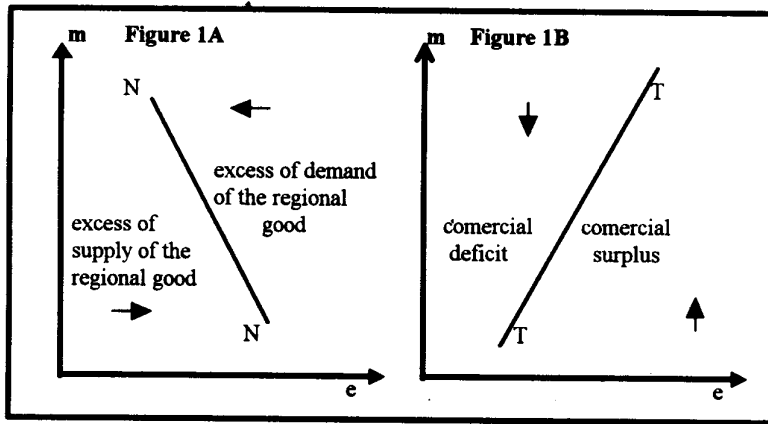 m Figure 1A
N
excess of demand
of the regional
good
excess of
supply of the
regional good
N
e
m Figure 1B
T
comercial
deficit
comercial
surplus
T
e